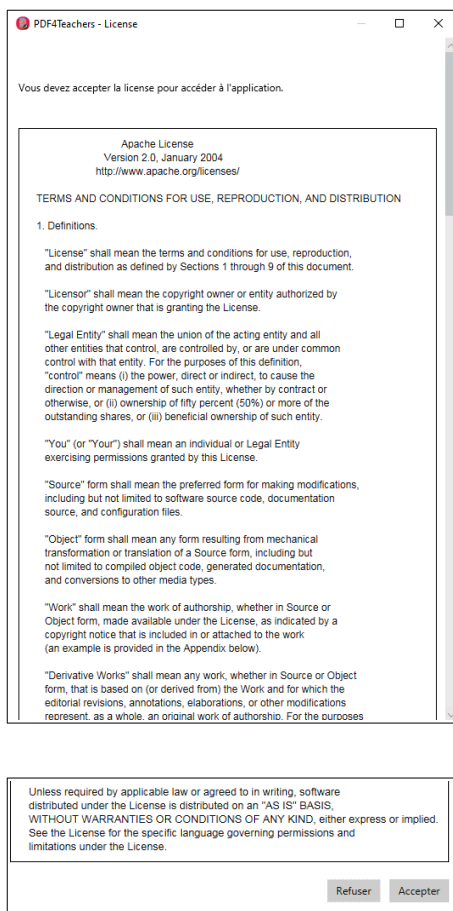 PDF4Teachers - License
Vous devez accepter la license pour accéder à l'application.
Apache License
Version 2.0, January 2004
http://www.apache.org/licenses/
TERMS AND CONDITIONS FOR USE, REPRODUCTION, AND DISTRIBUTION
1. Definitions.
"License" shall mean the terms and conditions for use, reproduction,
and distribution as defined by Sections 1 through 9 of this document.
"Licensor" shall mean the copyright owner or entity authorized by
the copyright owner that is granting the License.
"Legal Entity" shall mean the union of the acting entity and all
other entities that control, are controlled by, or are under common
control with that entity. For the purposes of this definition,
"control" means (i) the power, direct or indirect, to cause the
direction or management of such entity, whether by contract or
otherwise, or (ii) ownership of fifty percent (50%) or more of the
outstanding shares, or (iii) beneficial ownership of such entity.
"You" (or "Your") shall mean an individual or Legal Entity
exercising permissions granted by this License.
"Source" form shall mean the preferred form for making modifications,
including but not limited to software source code, documentation
source, and configuration files.
"Object" form shall mean any form resulting from mechanical
transformation or translation of a Source form, including but
not limited to compiled object code, generated documentation,
and conversions to other media types.
"Work" shall mean the work of authorship, whether in Source or
Object form, made available under the License, as indicated by a
copyright notice that is included in or attached to the work
(an example is provided in the Appendix below).
"Derivative Works" shall mean any work, whether in Source or Object
form, that is based on (or derived from) the Work and for which the
editorial revisions, annotations, elaborations, or other modifications
represent, as a whole, an original work of authorship. For the purposes
Unless required by applicable law or agreed to in writing, software
distributed under the License is distributed on an "AS IS" BASIS,
WITHOUT WARRANTIES OR CONDITIONS OF ANY KIND, either express or implied.
See the License for the specific language governing permissions and
limitations under the License.
Refuser Accepter